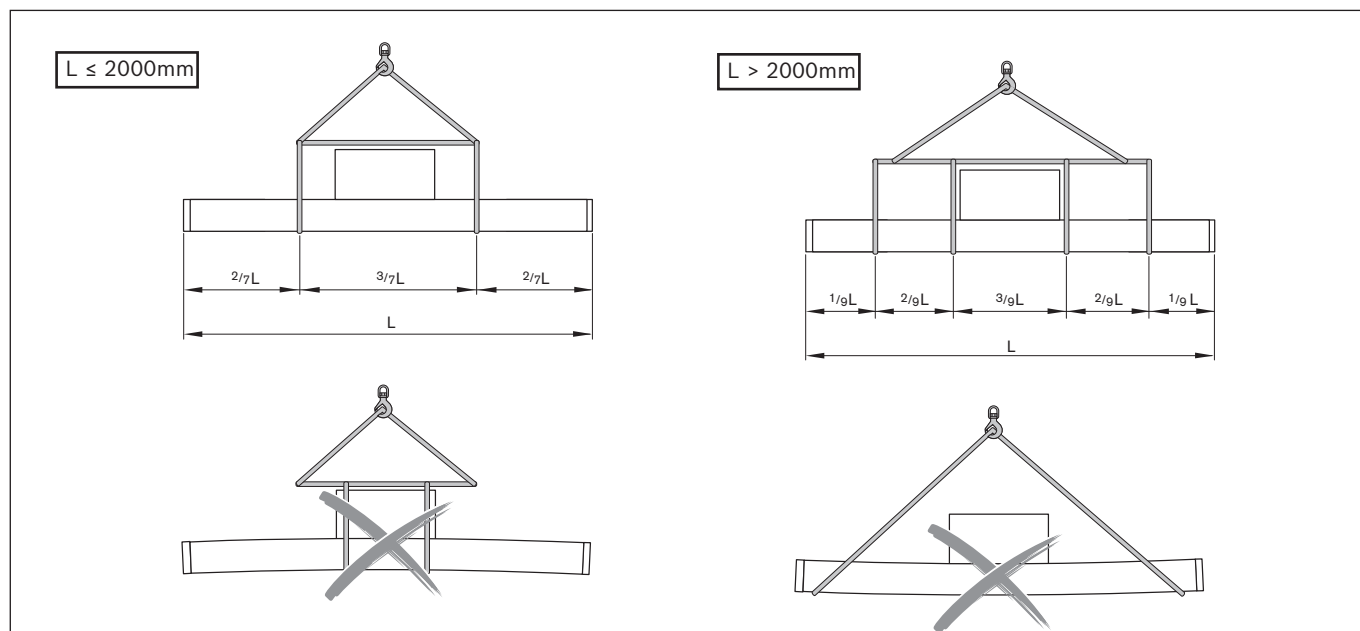 L ≤ 2000mm
L > 2000mm
2/7L 3/7L 2/7L
L
1/9L 2/9L 3/9L 2/9L 1/9L
L